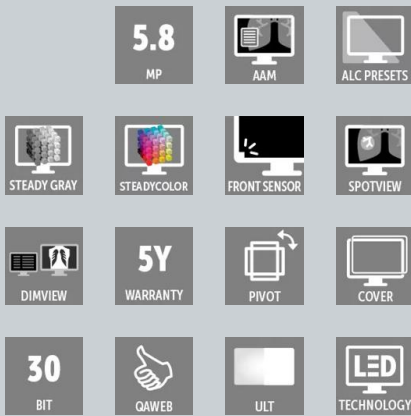 5.8
MP
AAM
ALC PRESETS
STEADY GRAY
STEADYCOLOR
FRONT SENSOR
SPOTVIEW
DIMVIEW
5Y
WARRANTY
PIVOT
COVER
30
BIT
QAWEB
ULT
LED
TECHNOLOGY